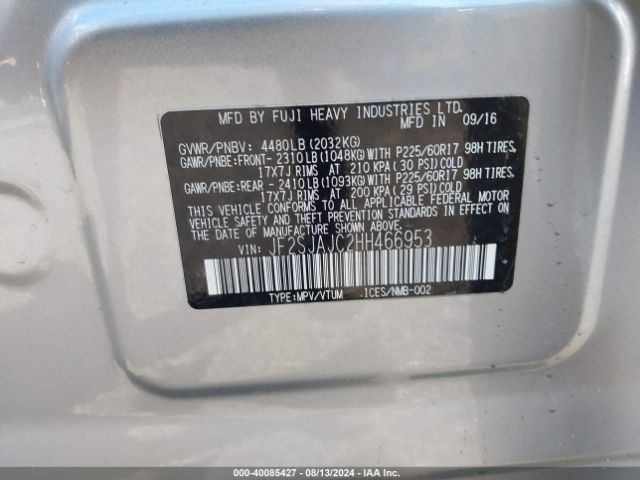 MFD BY FUJI HEAVY INDUSTRIES LTD.
MADE IN 09/16
GVWR/PNBV: 4480LB(2032KG)
GAWR/PNBE:FRONT- 2310LB(1048KG)WITH P225/60R17 98H TIRES,
17X7J RIMS AT 210 KPA(30 PSI)COLD
GAWR/PNBE:REAR -2410LB(1093KG)WITH P225/60R17 98H TIRES,
17X7J RIMS AT 200 KPA(29 PSI)COLD
THIS VEHICLE CONFORMS TO ALL APPLICABLE FEDERAL MOTOR
VEHICLE SAFETY AND BUMPER STANDARDS IN EFFECT ON
THE DATE OF MANUFACTURE SHOWN ABOVE.
VIN: JF2SJAJC2HH466953
TYPE:MPV/VTUM ICES/NMB-002
000-40085427 - 08/13/2024 - IAA Inc.